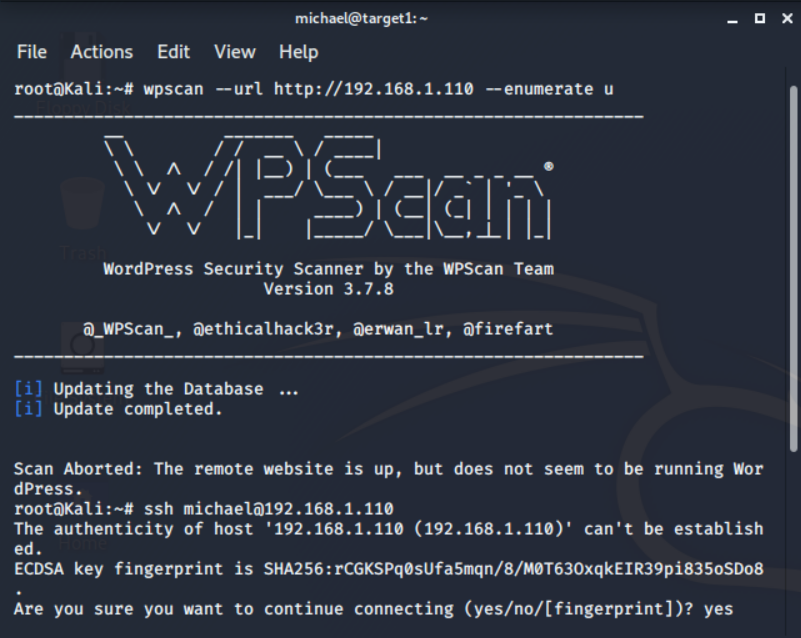 michael@target1: ~
File Actions Edit View Help
root@Kali:~# wpscan --url http://192.168.1.110 --enumerate u
WPScan®
WordPress Security Scanner by the WPScan Team
Version 3.7.8
@_WPScan_, @ethicalhack3r, @erwan_lr, @firefart
[i] Updating the Database ...
[i] Update completed.
Scan Aborted: The remote website is up, but does not seem to be running Wor
dPress.
root@Kali:~# ssh michael@192.168.1.110
The authenticity of host '192.168.1.110 (192.168.1.110)' can't be establish
ed.
ECDSA key fingerprint is SHA256:rCGKSPq0sUfa5mqn/8/M0T63OxqkEIR39pi835oSDo8
.
Are you sure you want to continue connecting (yes/no/[fingerprint])? yes